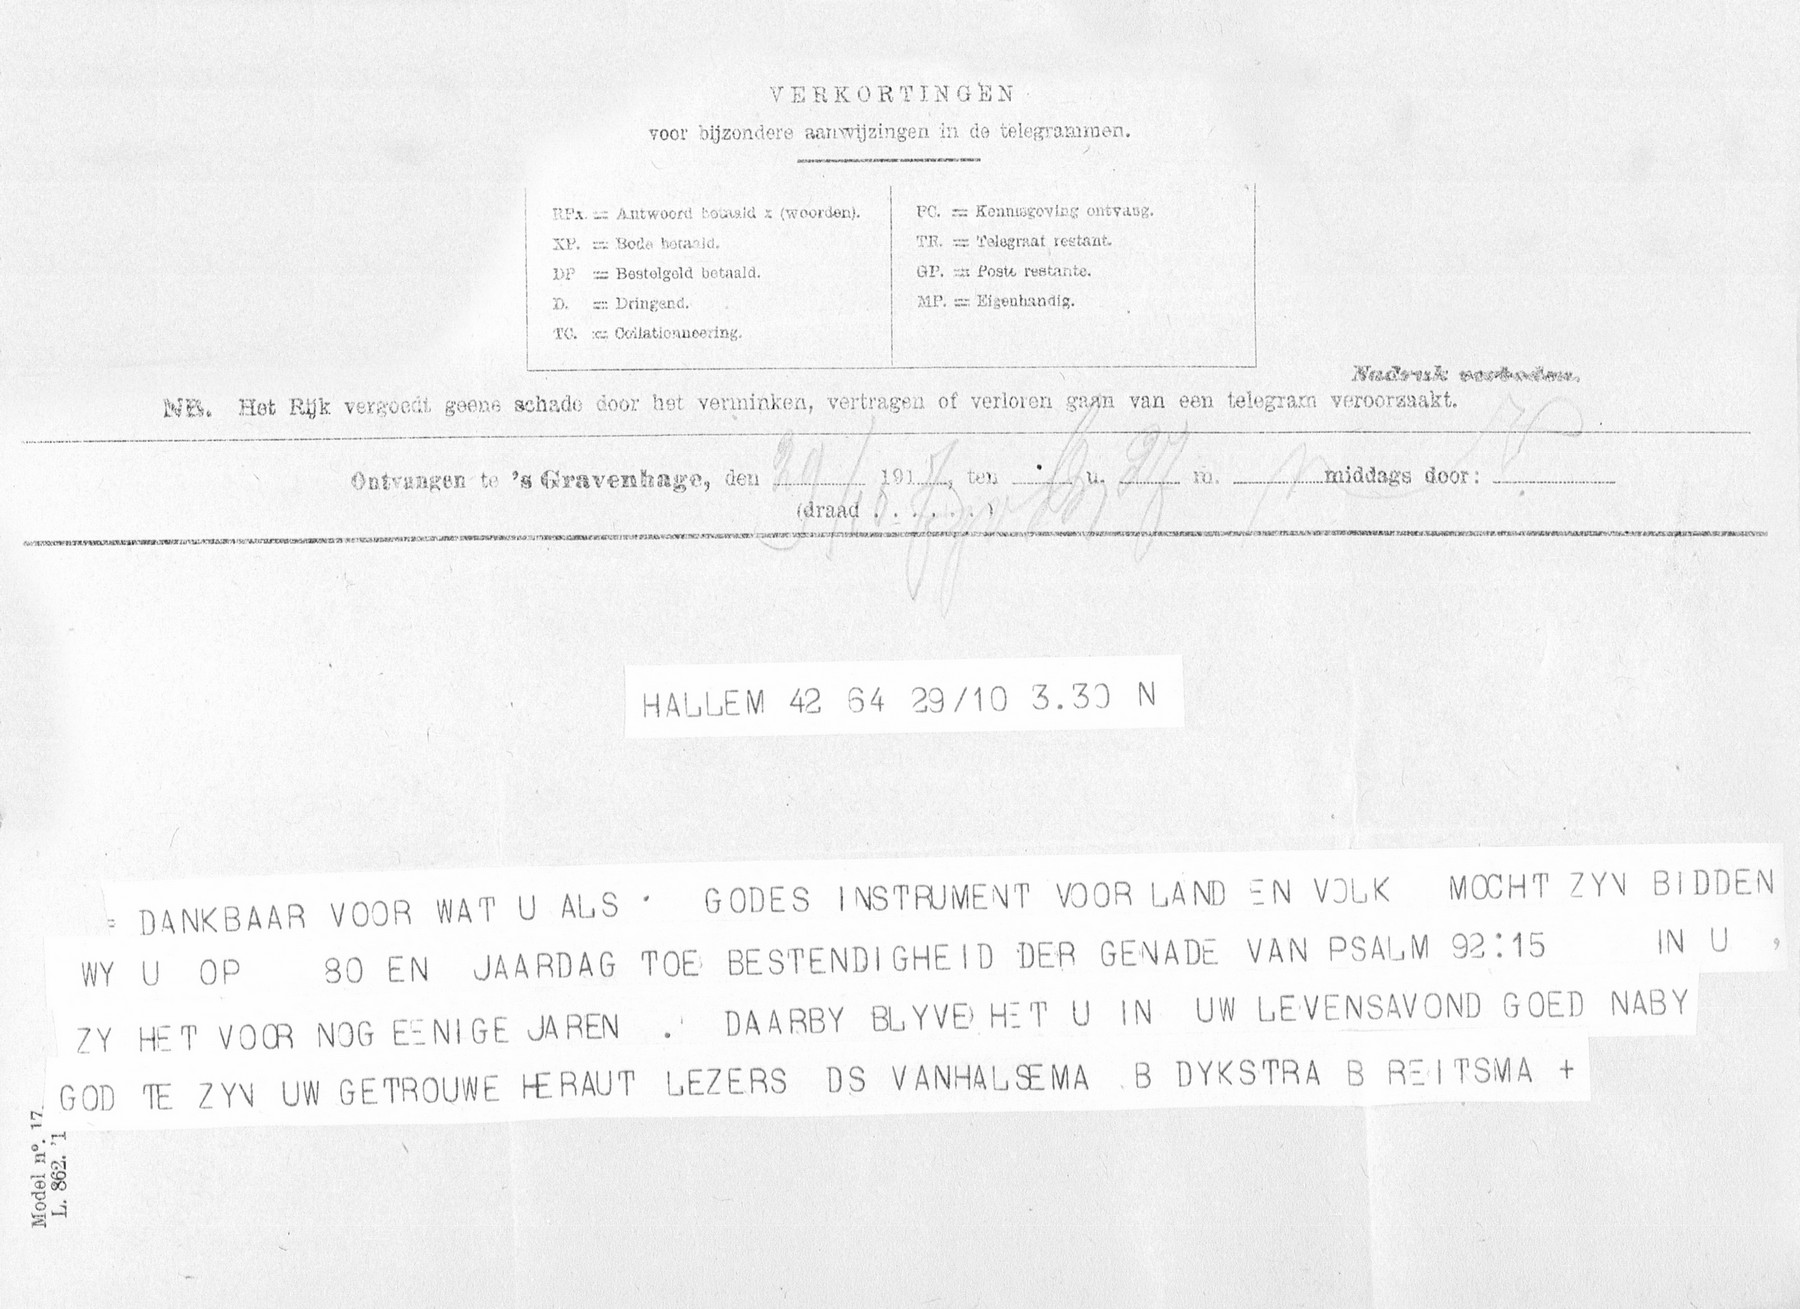 VERKORTINGEN
voor bijzondere aanwijzingen in de telegrammen.
RPx. = Antwoord betaald x (woorden).
XP. = Bode betaald.
DP = Bestelgeld betaald.
D. = Dringend.
TC. = Collationneering.
PC. = Kennisgeving ontvang.
TR. = Telegraaf restant.
GP. = Poste restante.
MP. = Eigenhandig.
Nadruk verboden.
NB. Het Rijk vergoedt geene schade door het verminken, vertragen of verloren gaan van een telegram veroorzaakt.
Ontvangen te 's Gravenhage, den 29/10 1917, ten u. 27 m. n middags door:
(draad . . . . . . )
HALLEM 42 64 29/10 3.30 N
= DANKBAAR VOOR WAT U ALS · GODES INSTRUMENT VOOR LAND EN VOLK MOCHT ZYN BIDDEN
WY U OP 80 EN JAARDAG TOE BESTENDIGHEID DER GENADE VAN PSALM 92:15 IN U ,
ZY HET VOOR NOG EENIGE JAREN . DAARBY BLYVE HET U IN UW LEVENSAVOND GOED NABY
GOD TE ZYN UW GETROUWE HERAUT LEZERS DS VANHALSEMA B DYKSTRA B REITSMA +
Model n°. 17.
L. 862. '1